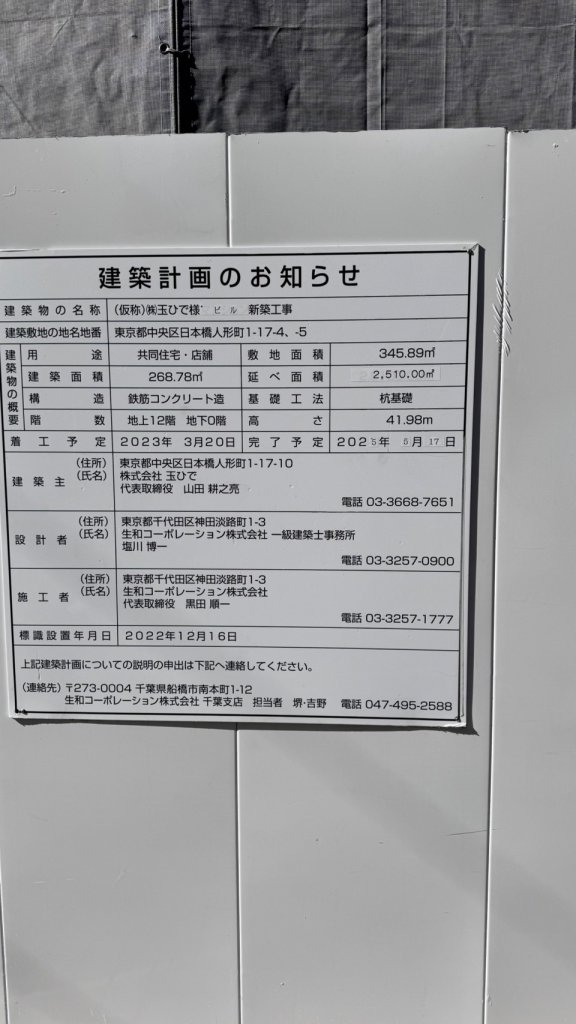 建築計画のお知らせ
建築物の名称 (仮称)㈱玉ひで様 ビル 新築工事
建築敷地の地名地番 東京都中央区日本橋人形町1-17-4、-5
建築物の概要
用途 共同住宅・店舗 敷地面積 345.89㎡
建築面積 268.78㎡ 延べ面積 2,510.00㎡
構造 鉄筋コンクリート造 基礎工法 杭基礎
階数 地上12階 地下0階 高さ 41.98m
着工予定 2023年 3月20日 完了予定 2025年 5月17日
建築主 (住所) 東京都中央区日本橋人形町1-17-10
(氏名) 株式会社 玉ひで
代表取締役 山田 耕之亮
電話 03-3668-7651
設計者 (住所) 東京都千代田区神田淡路町1-3
(氏名) 生和コーポレーション株式会社 一級建築士事務所
塩川 博一
電話 03-3257-0900
施工者 (住所) 東京都千代田区神田淡路町1-3
(氏名) 生和コーポレーション株式会社
代表取締役 黒田 順一
電話 03-3257-1777
標識設置年月日 2022年12月16日
上記建築計画についての説明の申出は下記へ連絡してください。
(連絡先) 〒273-0004 千葉県船橋市南本町1-12
生和コーポレーション株式会社 千葉支店 担当者 堺・吉野 電話 047-495-2588